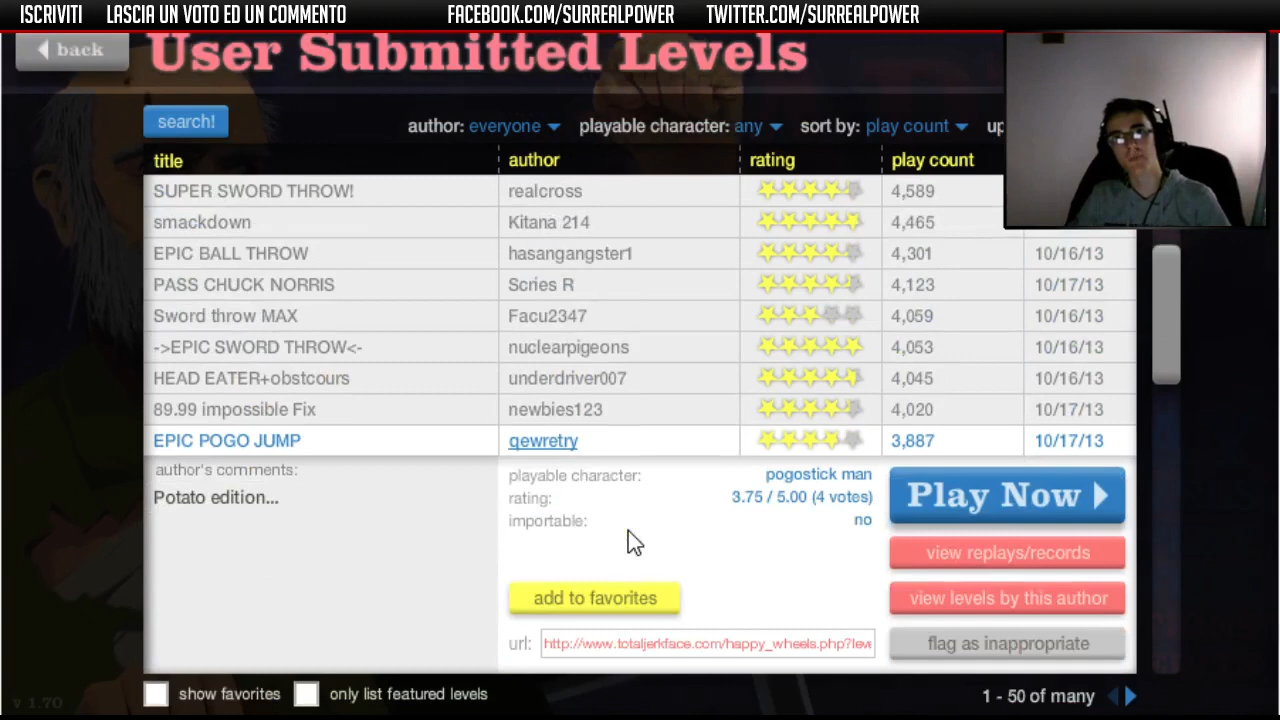 ISCRIVITI LASCIA UN VOTO ED UN COMMENTO FACEBOOK.COM/SURREALPOWER TWITTER.COM/SURREALPOWER
back User Submitted Levels
search! author: everyone playable character: any sort by: play count up
title author rating play count
SUPER SWORD THROW! realcross 4,589
smackdown Kitana 214 4,465
EPIC BALL THROW hasangangster1 4,301 10/16/13
PASS CHUCK NORRIS Scries R 4,123 10/17/13
Sword throw MAX Facu2347 4,059 10/16/13
->EPIC SWORD THROW<- nuclearpigeons 4,053 10/16/13
HEAD EATER+obstcours underdriver007 4,045 10/16/13
89.99 impossible Fix newbies123 4,020 10/17/13
EPIC POGO JUMP qewretry 3,887 10/17/13
author's comments: playable character: pogostick man
Potato edition... rating: 3.75 / 5.00 (4 votes) Play Now
importable: no
view replays/records
add to favorites view levels by this author
url: http://www.totaljerkface.com/happy_wheels.php?leve flag as inappropriate
show favorites only list featured levels 1 - 50 of many
v 1.70